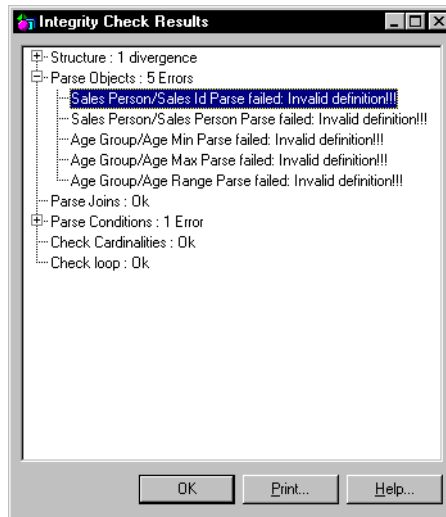 Integrity Check Results
Structure : 1 divergence
Parse Objects : 5 Errors
Sales Person/Sales Id Parse failed: Invalid definition!!!
Sales Person/Sales Person Parse failed: Invalid definition!!!
Age Group/Age Min Parse failed: Invalid definition!!!
Age Group/Age Max Parse failed: Invalid definition!!!
Age Group/Age Range Parse failed: Invalid definition!!!
Parse Joins : Ok
Parse Conditions : 1 Error
Check Cardinalities : Ok
Check loop : Ok
OK Print... Help...